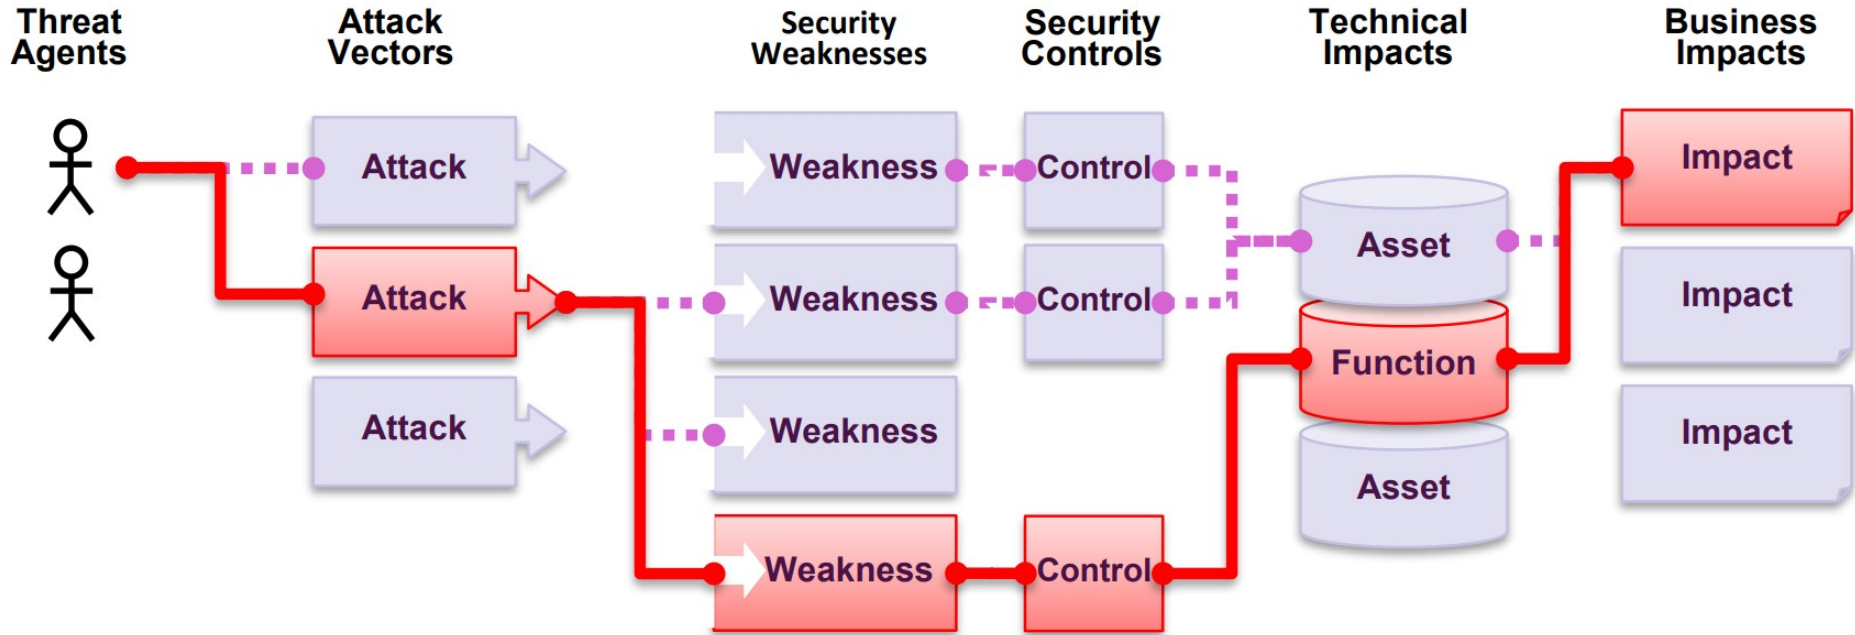 Threat
Agents
Attack
Vectors
Security
Weaknesses
Security
Controls
Technical
Impacts
Business
Impacts
Attack
Weakness
Control
Impact
Asset
Attack
Weakness
Control
Impact
Function
Attack
Weakness
Impact
Asset
Weakness
Control